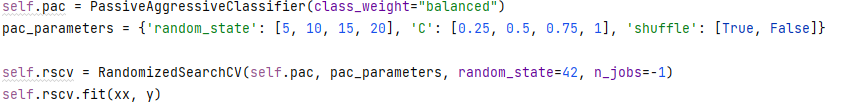 self.pac = PassiveAggressiveClassifier(class_weight="balanced")
pac_parameters = {'random_state': [5, 10, 15, 20], 'C': [0.25, 0.5, 0.75, 1], 'shuffle': [True, False]}
self.rscv = RandomizedSearchCV(self.pac, pac_parameters, random_state=42, n_jobs=-1)
self.rscv.fit(xx, y)